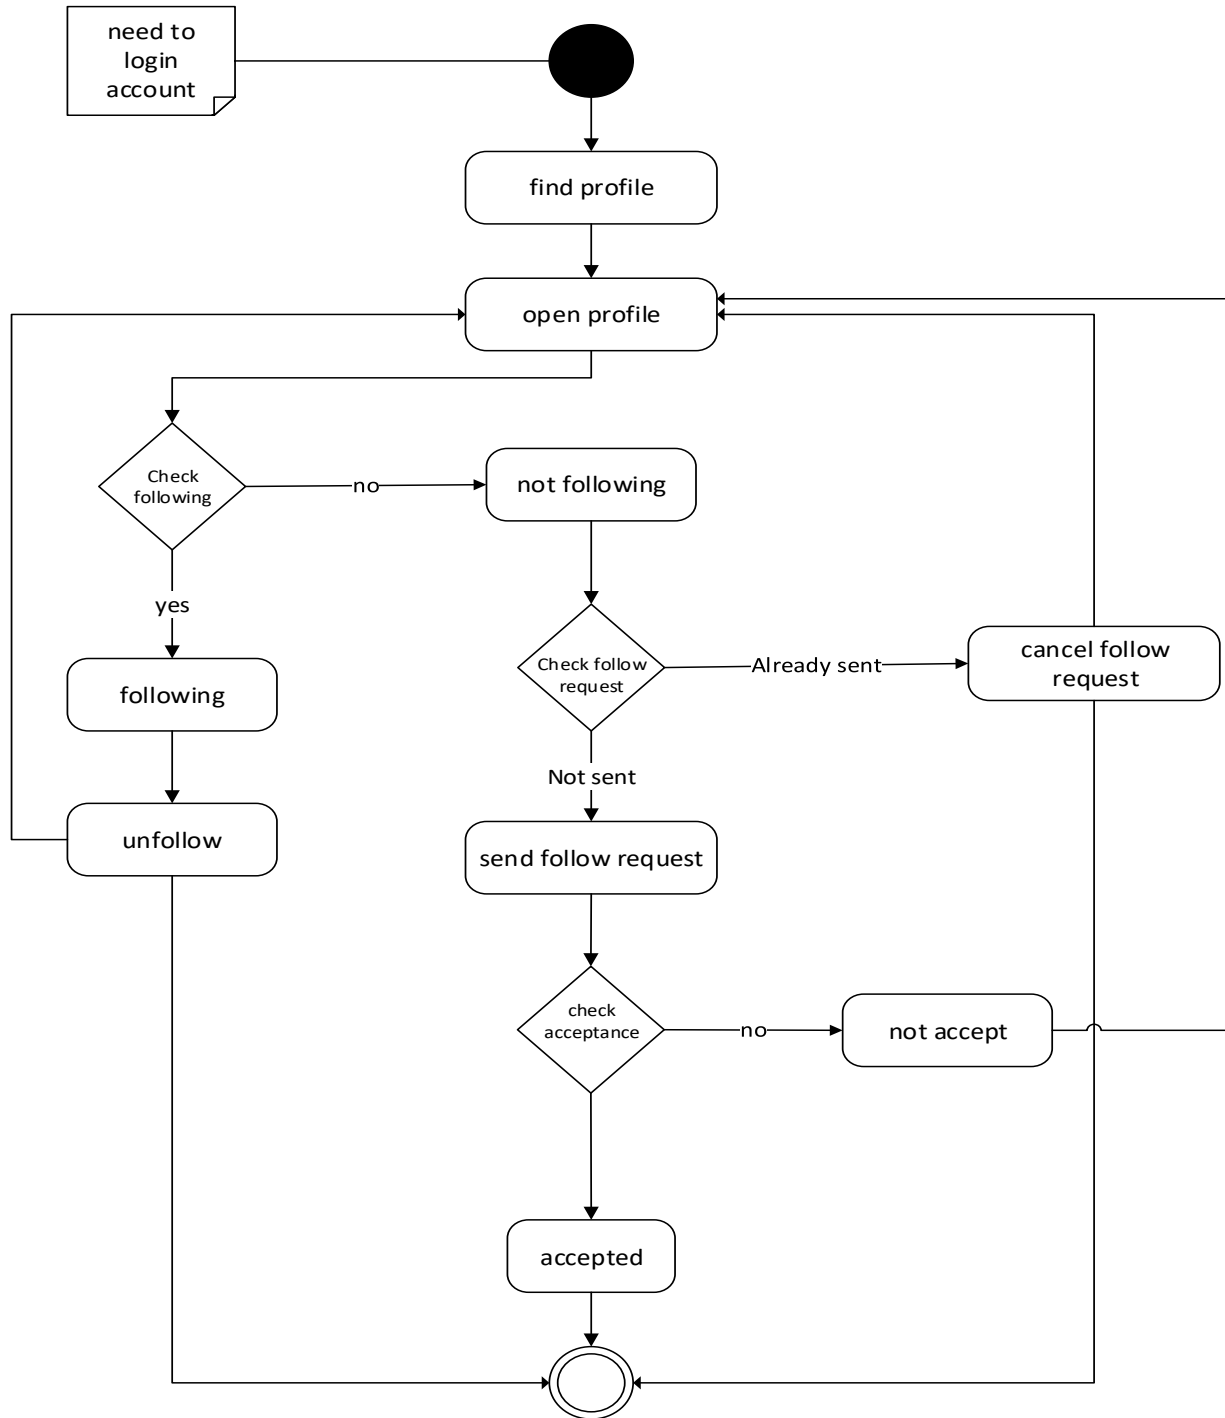 need to
login
account
find profile
open profile
Check
following
no
not following
yes
Check follow
request
Already sent
cancel follow
request
following
Not sent
unfollow
send follow request
check
acceptance
no
not accept
accepted